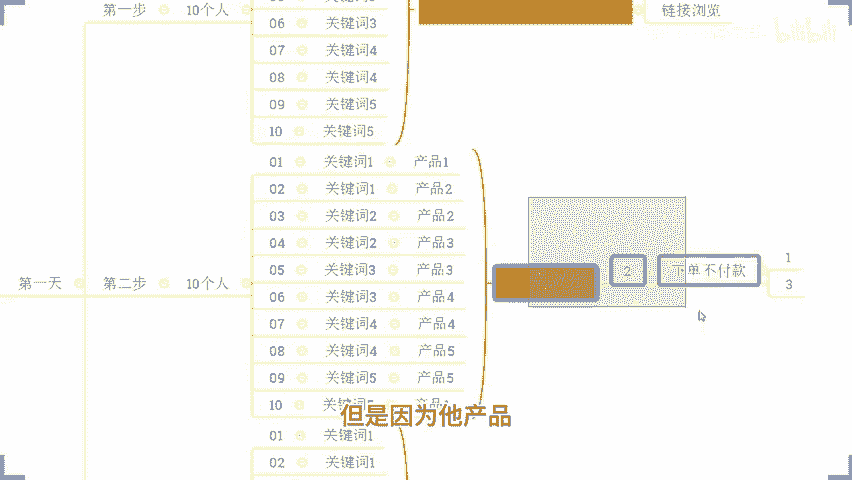 第一步 10个人
链接浏览
bilibili
06 关键词3
07 关键词4
08 关键词4
09 关键词5
10 关键词5
01 关键词1 产品1
02 关键词1 产品2
03 关键词2 产品2
04 关键词2 产品3
05 关键词3 产品3
06 关键词3 产品4
07 关键词4 产品4
08 关键词4 产品5
09 关键词5 产品5
10
第一天 第二步 10个人
2 下单不付款
1
3
但是因为他产品
01 关键词1
02 关键词1